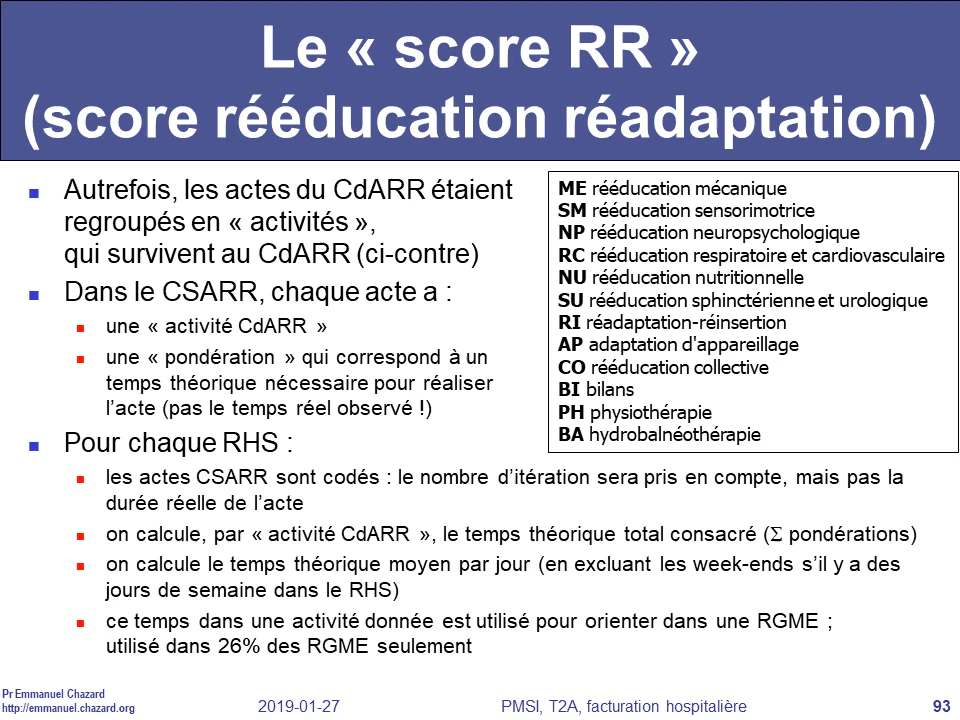 Le « score RR »
(score rééducation réadaptation)
Autrefois, les actes du CdARR étaient
regroupés en « activités »,
qui survivent au CdARR (ci-contre)
Dans le CSARR, chaque acte a :
une « activité CdARR »
une « pondération » qui correspond à un
temps théorique nécessaire pour réaliser
l’acte (pas le temps réel observé !)
ME rééducation mécanique
SM rééducation sensorimotrice
NP rééducation neuropsychologique
RC rééducation respiratoire et cardiovasculaire
NU rééducation nutritionnelle
SU rééducation sphinctérienne et urologique
RI réadaptation-réinsertion
AP adaptation d'appareillage
CO rééducation collective
BI bilans
PH physiothérapie
BA hydrobalnéothérapie
Pour chaque RHS :
les actes CSARR sont codés : le nombre d’itération sera pris en compte, mais pas la
durée réelle de l’acte
on calcule, par « activité CdARR », le temps théorique total consacré (Σ pondérations)
on calcule le temps théorique moyen par jour (en excluant les week-ends s’il y a des
jours de semaine dans le RHS)
ce temps dans une activité donnée est utilisé pour orienter dans une RGME ;
utilisé dans 26% des RGME seulement
Pr Emmanuel Chazard
http://emmanuel.chazard.org
2019-01-27
PMSI, T2A, facturation hospitalière
93